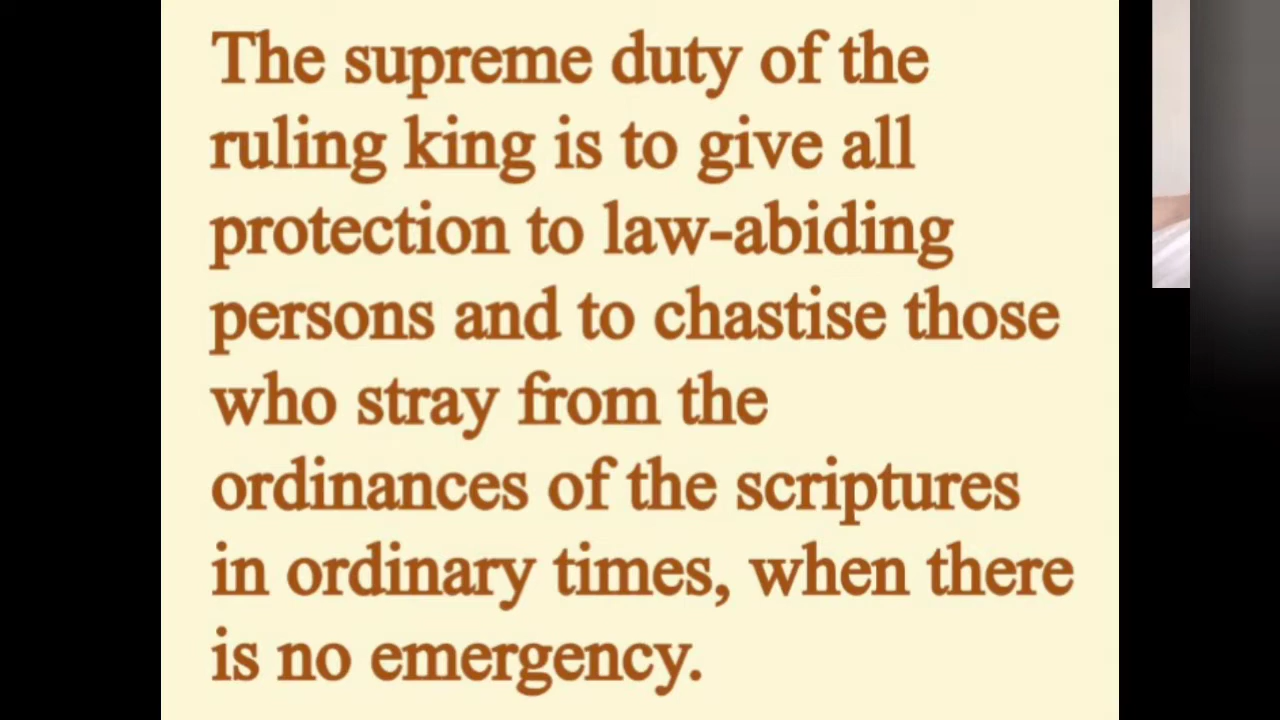 The supreme duty of the
ruling king is to give all
protection to law-abiding
persons and to chastise those
who stray from the
ordinances of the scriptures
in ordinary times, when there
is no emergency.